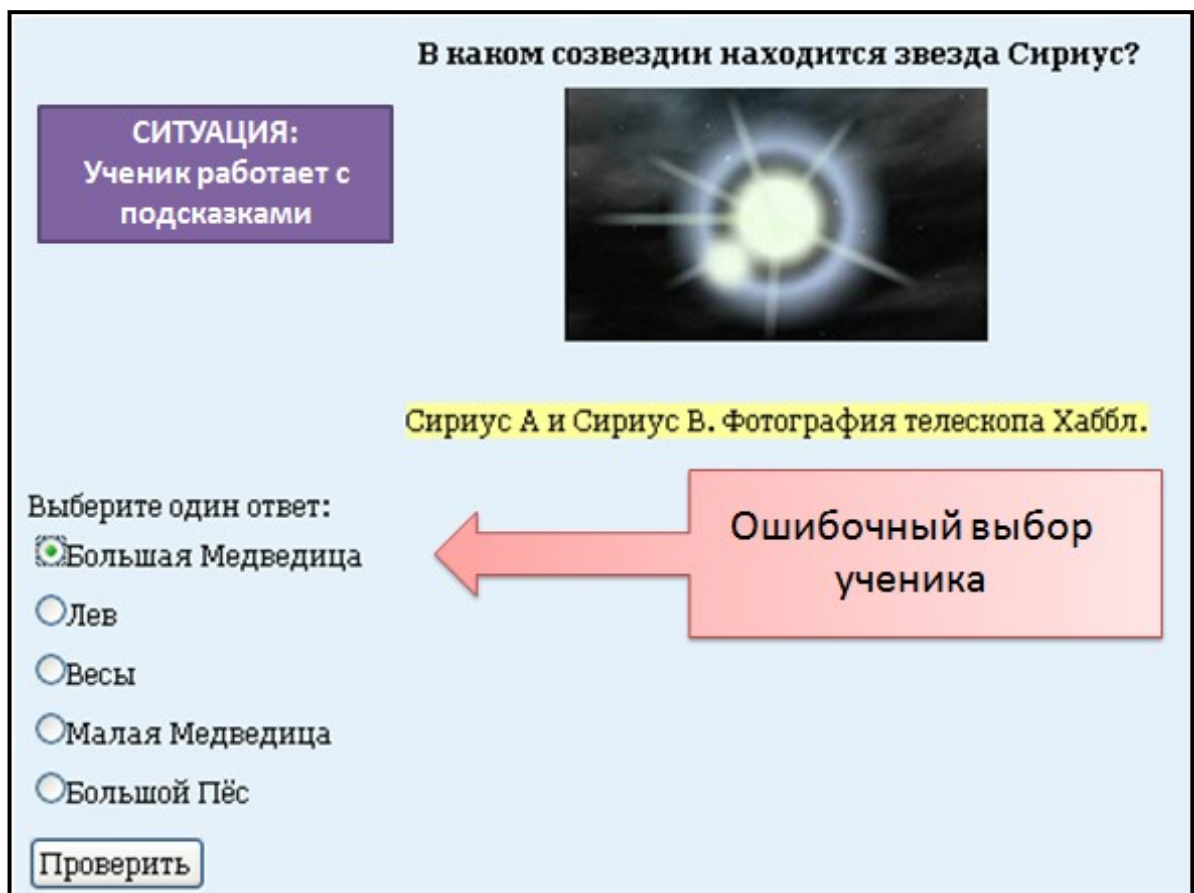 В каком созвездии находится звезда Сириус?
СИТУАЦИЯ:
Ученик работает с
подсказками
Сириус А и Сириус В. Фотография телескопа Хаббл.
Выберите один ответ:
Большая Медведица
Лев
Весы
Малая Медведица
Большой Пёс
Ошибочный выбор
ученика
Проверить